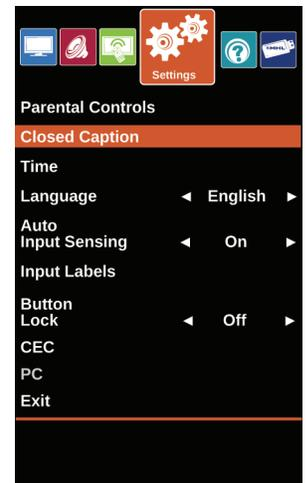 Settings
Parental Controls
Closed Caption
Time
Language ◄ English ►
Auto
Input Sensing ◄ On ►
Input Labels
Button
Lock ◄ Off ►
CEC
PC
Exit